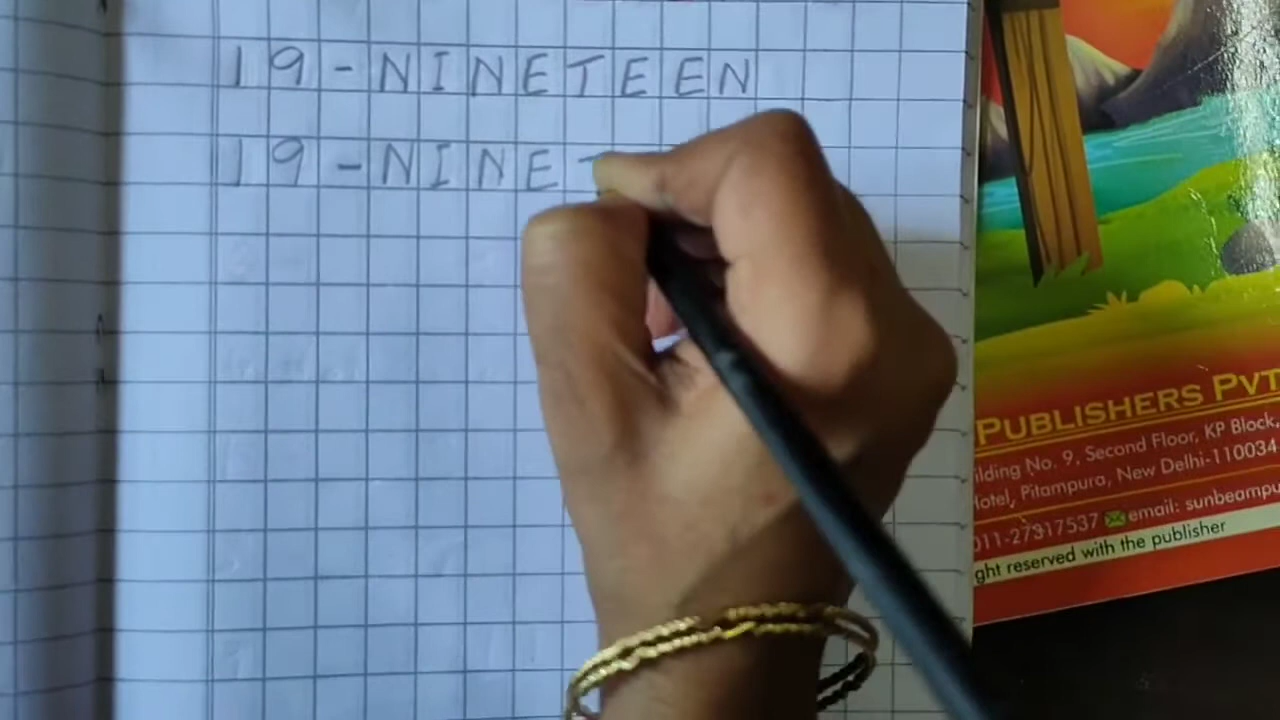 19-NINETEEN
19-NINET
PUBLISHERS PVT
ilding No. 9, Second Floor, KP Block,
otel, Pitampura, New Delhi-110034
011-27317537 email: sunbeampu
ght reserved with the publisher